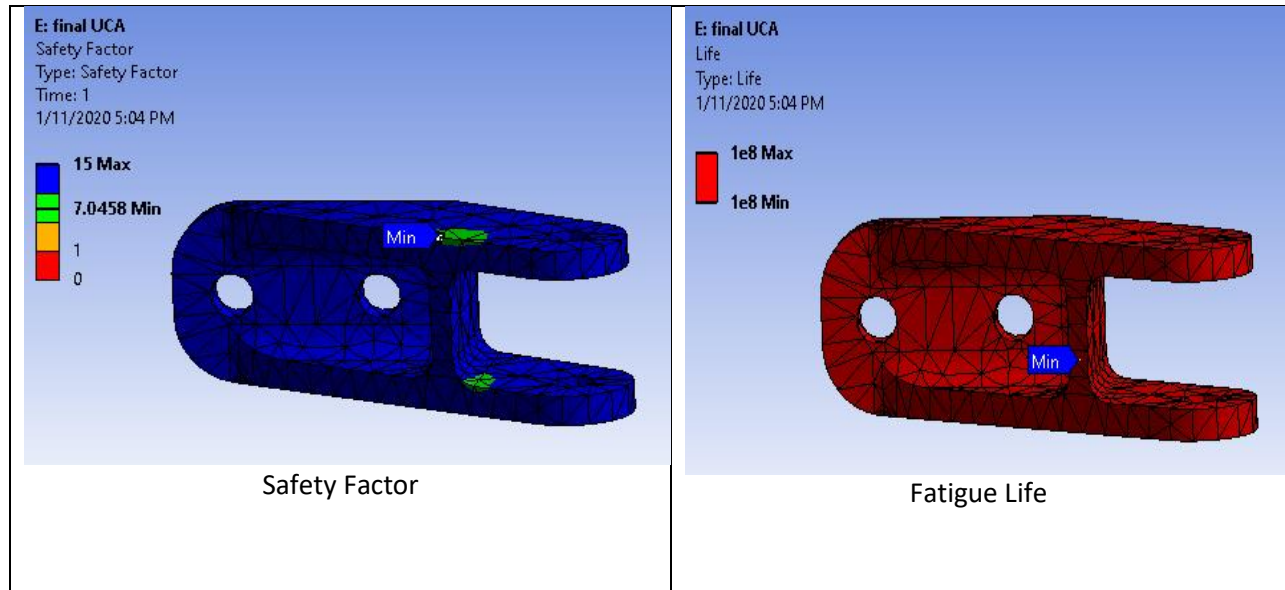 E: final UCA
Safety Factor
Type: Safety Factor
Time: 1
1/11/2020 5:04 PM
15 Max
7.0458 Min
1
0
Min
Safety Factor
E: final UCA
Life
Type: Life
1/11/2020 5:04 PM
1e8 Max
1e8 Min
Min
Fatigue Life